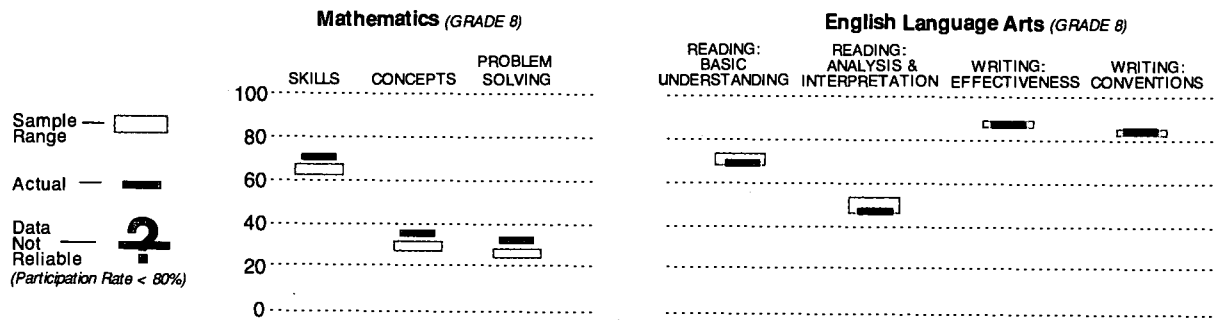 Mathematics (GRADE 8)
SKILLS
CONCEPTS
PROBLEM
SOLVING
English Language Arts (GRADE 8)
READING:
BASIC
UNDERSTANDING
READING:
ANALYSIS &
INTERPRETATION
WRITING:
EFFECTIVENESS
WRITING:
CONVENTIONS
100
80
60
40
20
0
Sample
Range
Actual
Data
Not
Reliable
?
(Participation Rate < 80%)